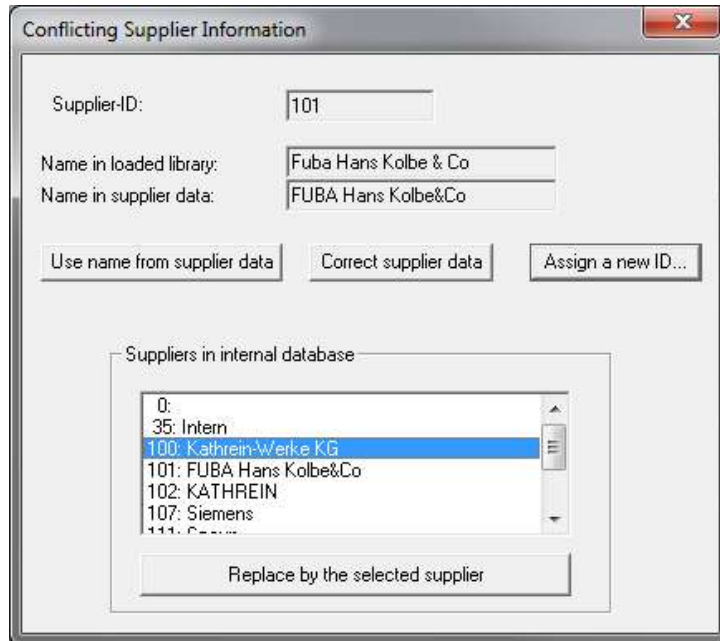 Conflicting Supplier Information
Supplier-ID: 101
Name in loaded library: Fuba Hans Kolbe & Co
Name in supplier data: FUBA Hans Kolbe&Co
Use name from supplier data Correct supplier data Assign a new ID...
Suppliers in internal database
0:
35: Intern
100: Kathrein-Werke KG
101: FUBA Hans Kolbe&Co
102: KATHREIN
107: Siemens
111:
Replace by the selected supplier